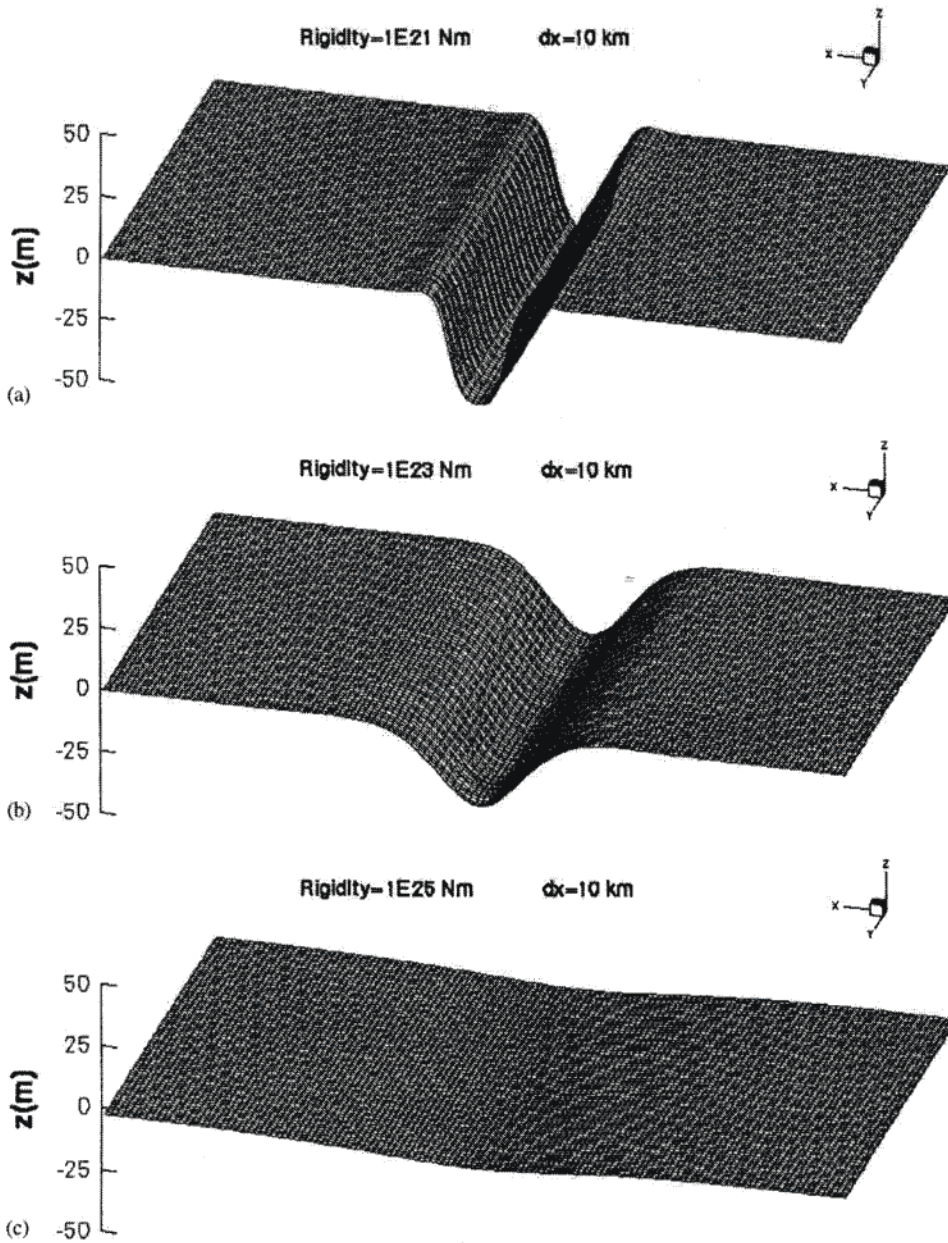 Rigidity=1E21 Nm dx=10 km
z
x
Y
50
25
0
-25
-50
z(m)
(a)
Rigidity=1E23 Nm dx=10 km
z
x
Y
50
25
0
-25
-50
z(m)
(b)
Rigidity=1E25 Nm dx=10 km
z
x
Y
50
25
0
-25
-50
z(m)
(c)